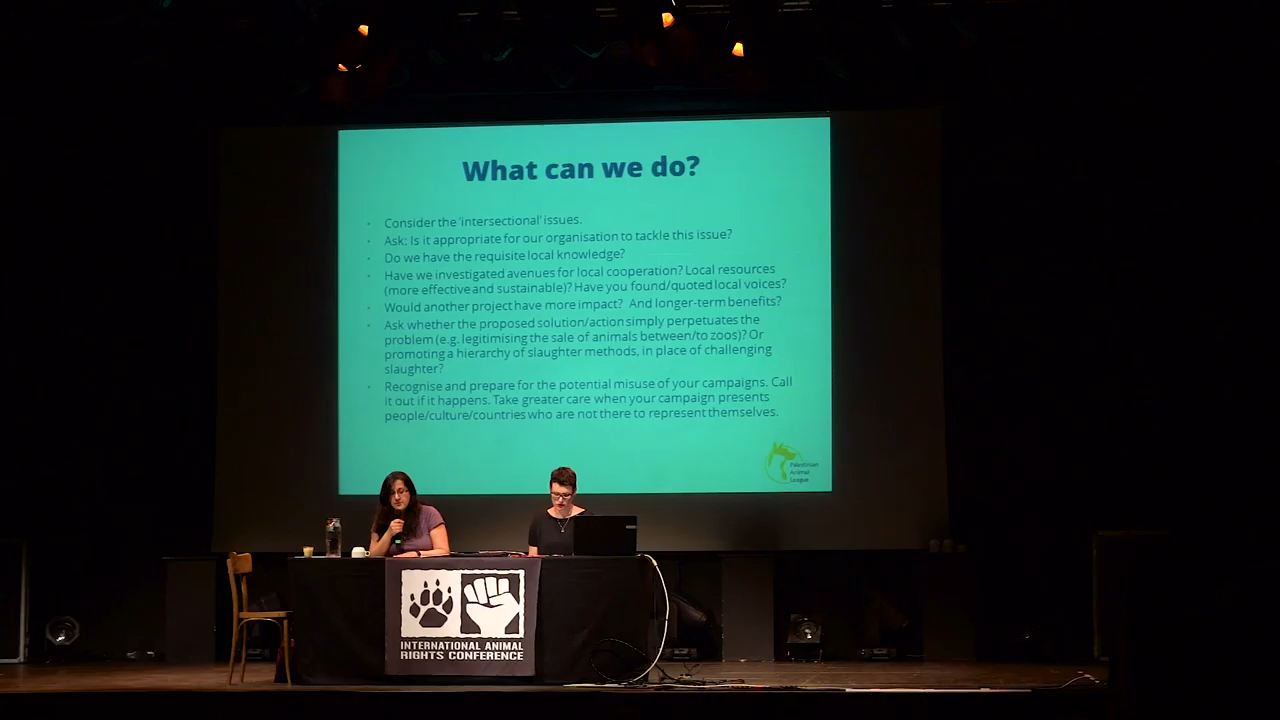 What can we do?
Consider the 'intersectional' issues.
Ask: Is it appropriate for our organisation to tackle this issue?
Do we have the requisite local knowledge?
Have we investigated avenues for local cooperation? Local resources
(more effective and sustainable)? Have you found/quoted local voices?
Would another project have more impact? And longer-term benefits?
Ask whether the proposed solution/action simply perpetuates the
problem (e.g. legitimising the sale of animals between/to zoos)? Or
promoting a hierarchy of slaughter methods, in place of challenging
slaughter?
Recognise and prepare for the potential misuse of your campaigns. Call
it out if it happens. Take greater care when your campaign presents
people/culture/countries who are not there to represent themselves.
Palestinian
Animal
League
INTERNATIONAL ANIMAL
RIGHTS CONFERENCE